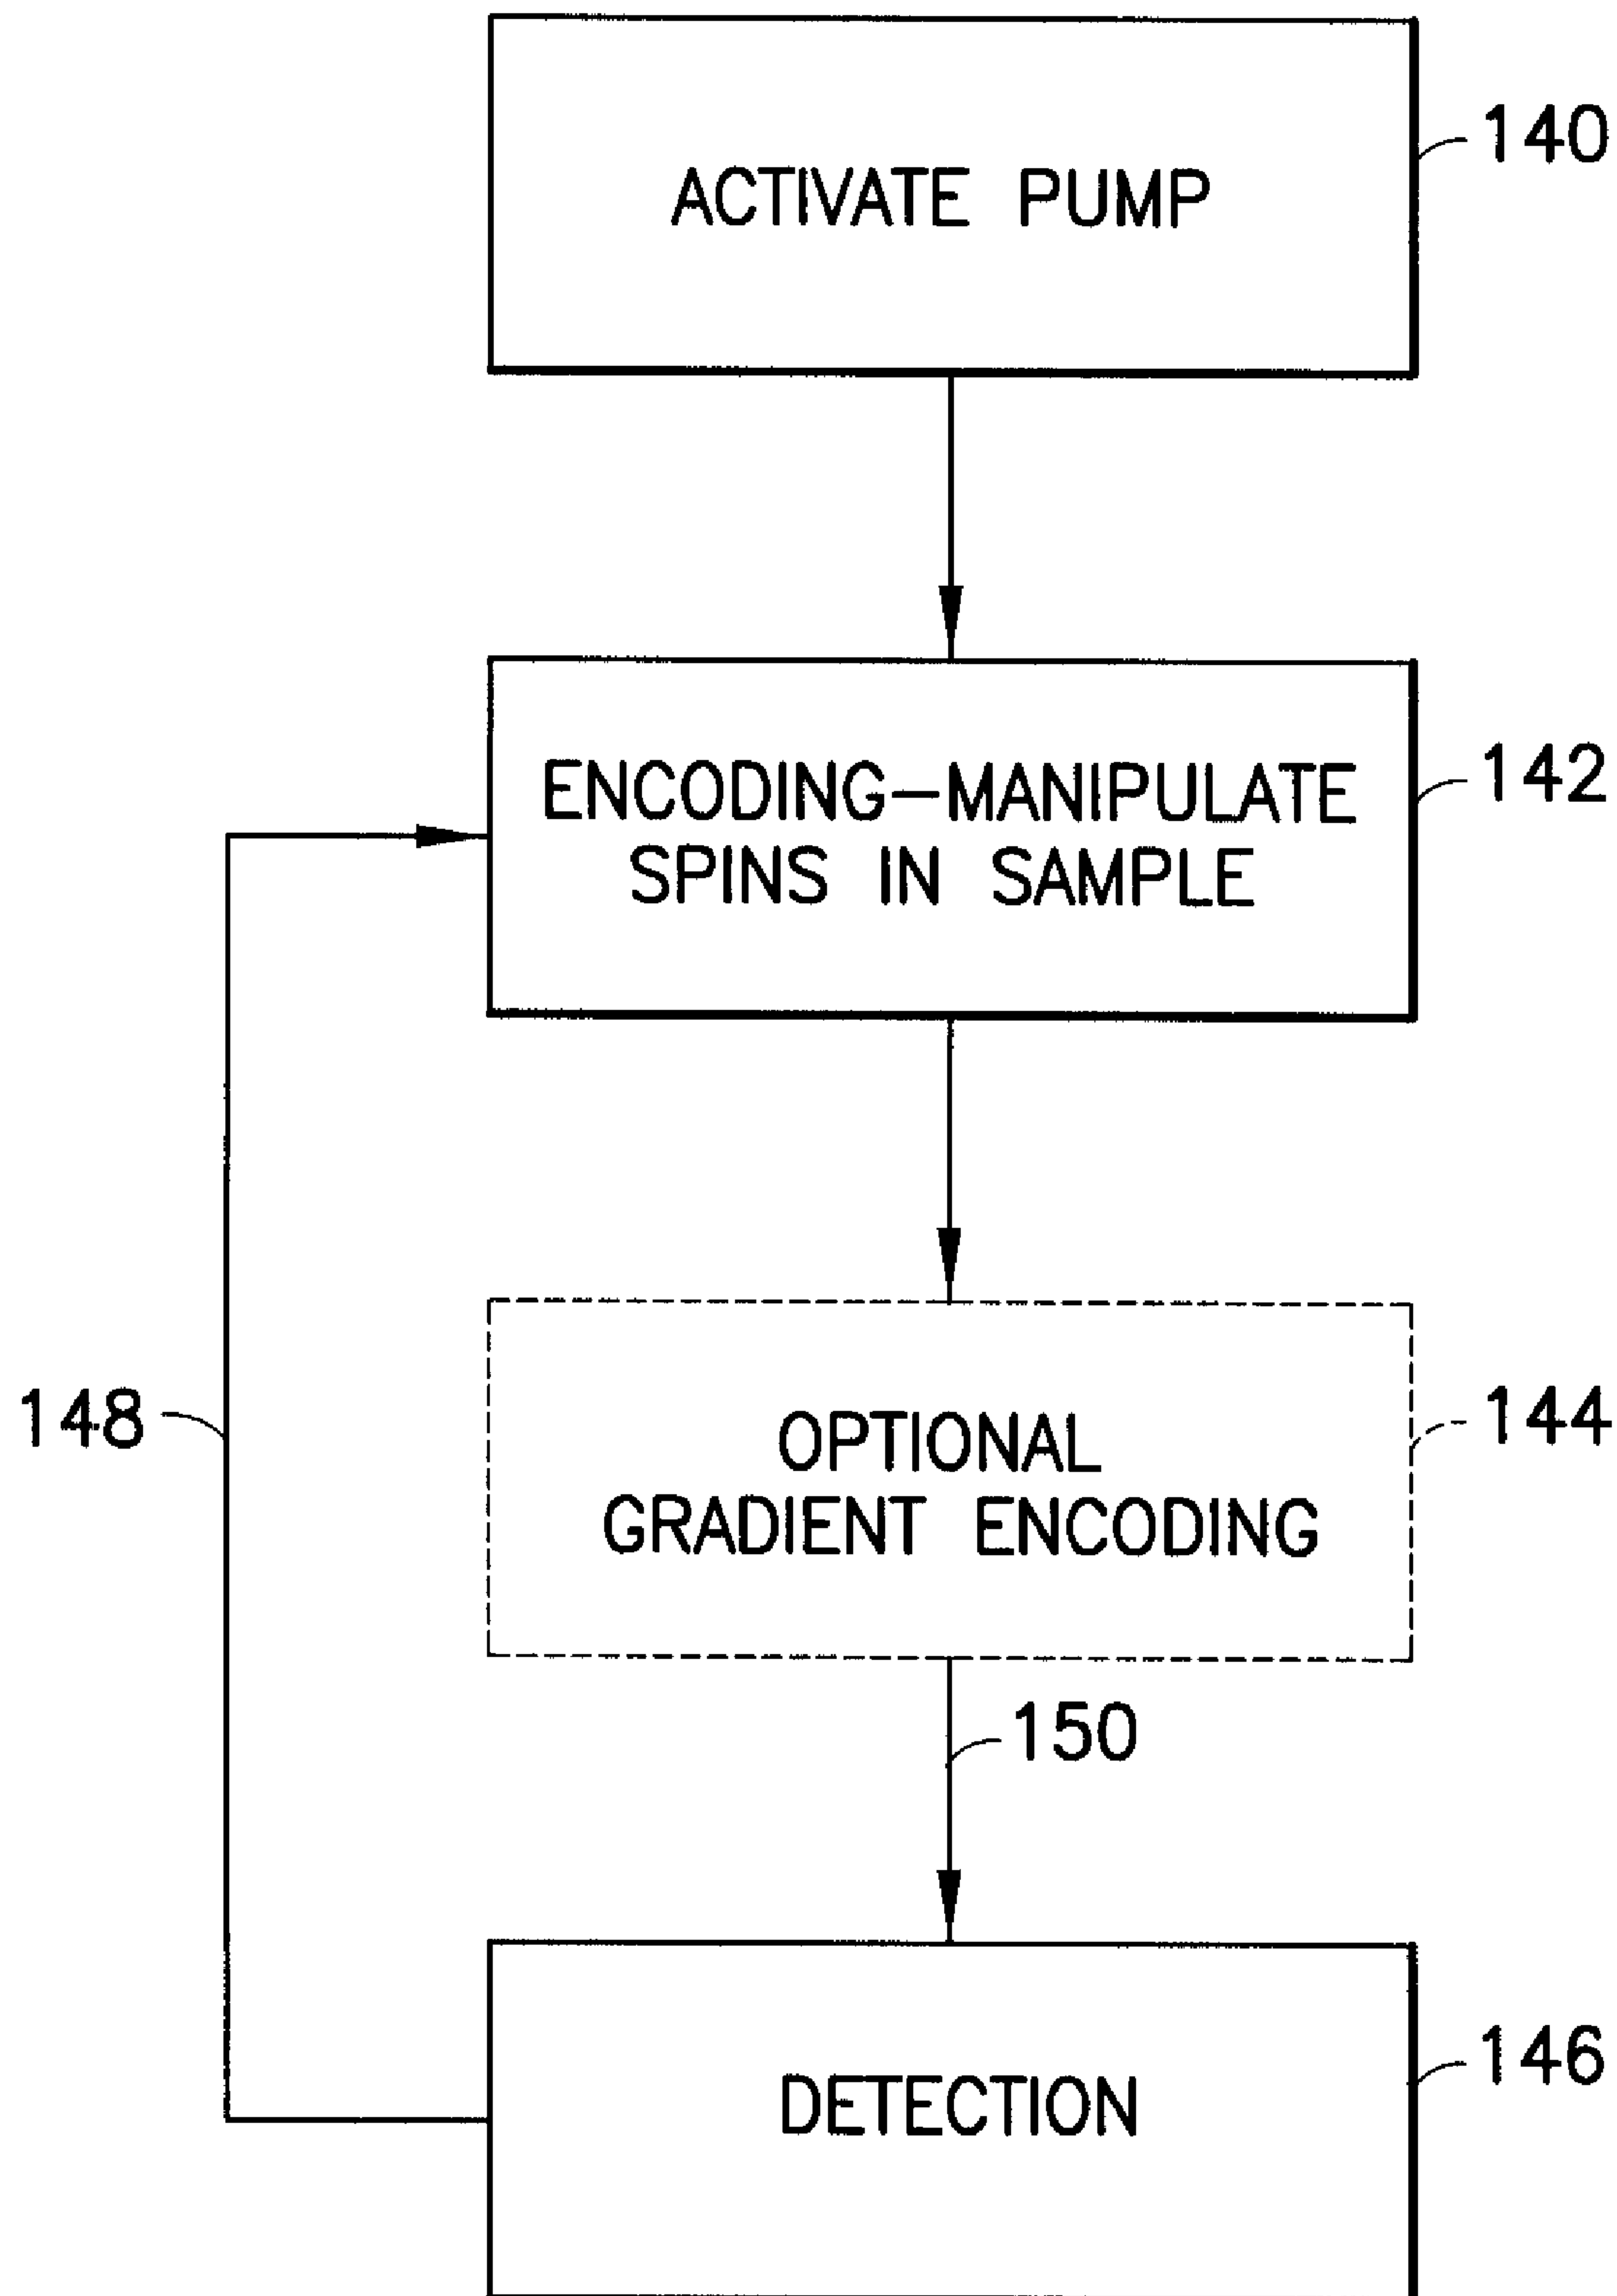 140
ACTIVATE PUMP
142
ENCODING-MANIPULATE
SPINS IN SAMPLE
148
144
OPTIONAL
GRADIENT ENCODING
150
146
DETECTION